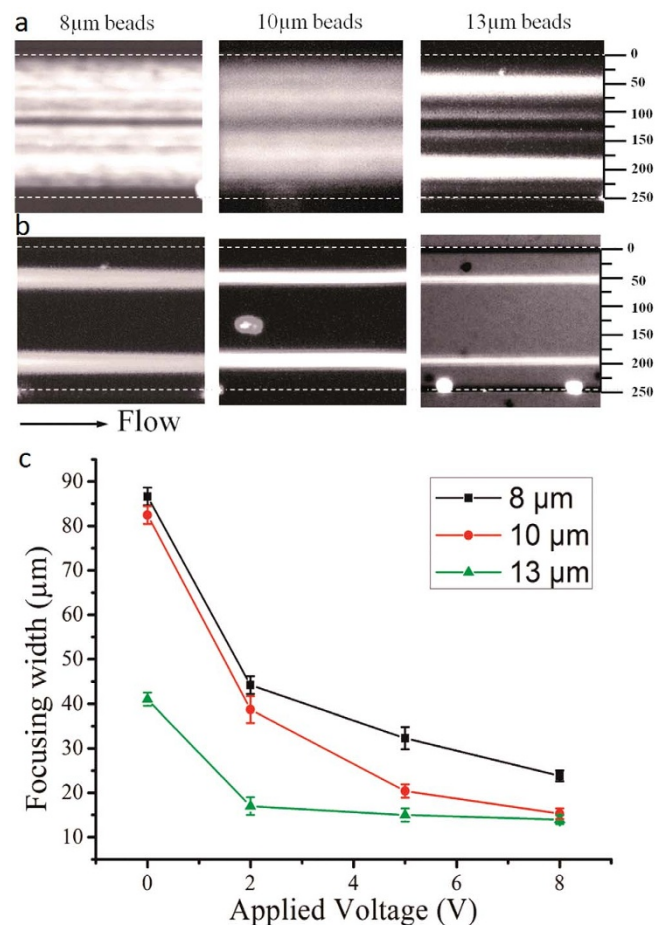 a
8μm beads 10μm beads 13μm beads
0
50
100
150
200
250
b
0
50
100
150
200
250
Flow
c
90
80
70
60
50
40
30
20
10
Focusing width (μm)
8 μm
10 μm
13 μm
0 2 4 6 8
Applied Voltage (V)